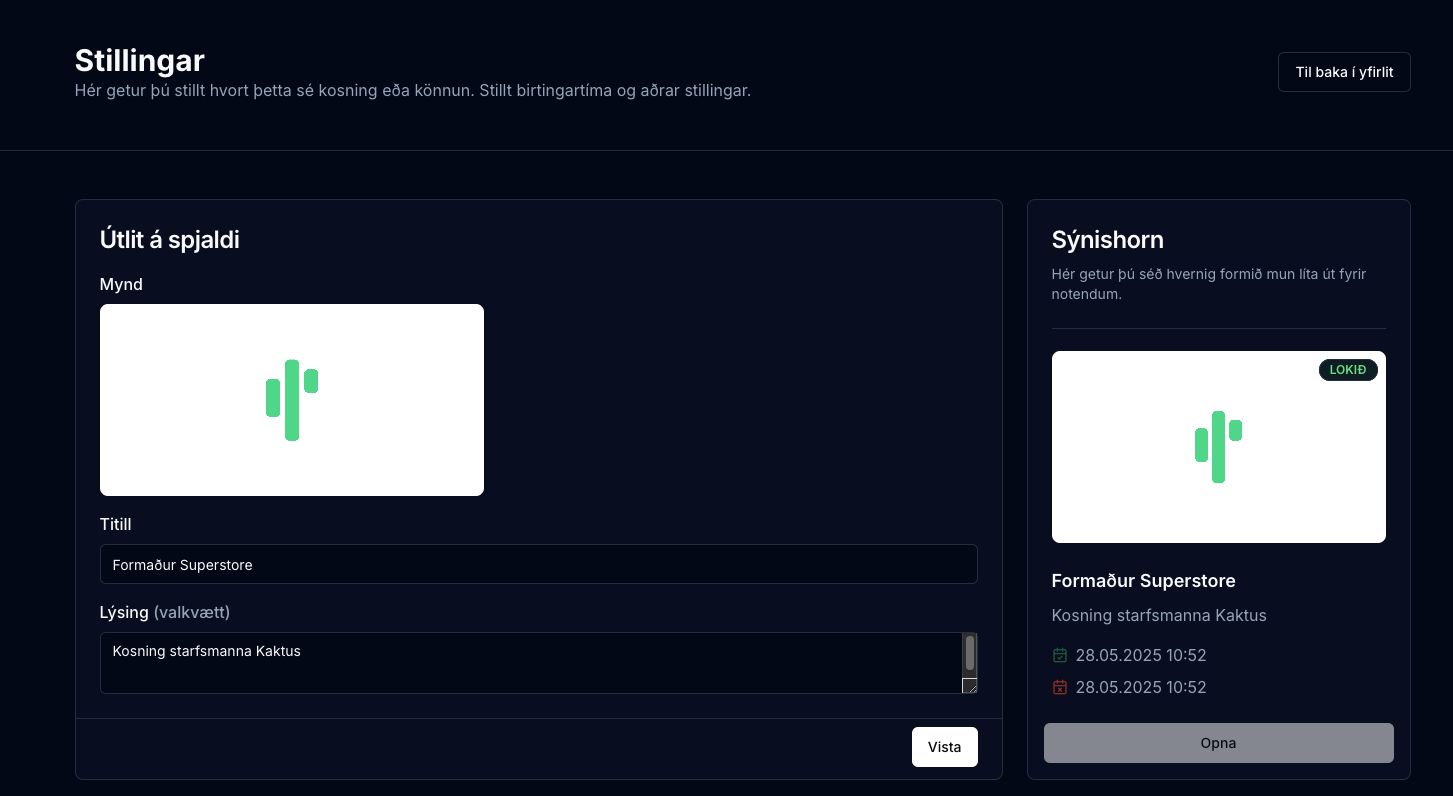 Stillingar
Hér getur þú stillt hvort þetta sé kosning eða könnun. Stillt birtingartíma og aðrar stillingar.
Til baka í yfirlit
Útlit á spjaldi
Mynd
Titill
Formaður Superstore
Lýsing (valkvætt)
Kosning starfsmanna Kaktus
Vista
Sýnishorn
Hér getur þú séð hvernig formið mun líta út fyrir
notendum.
LOKIÐ
Formaður Superstore
Kosning starfsmanna Kaktus
28.05.2025 10:52
28.05.2025 10:52
Opna